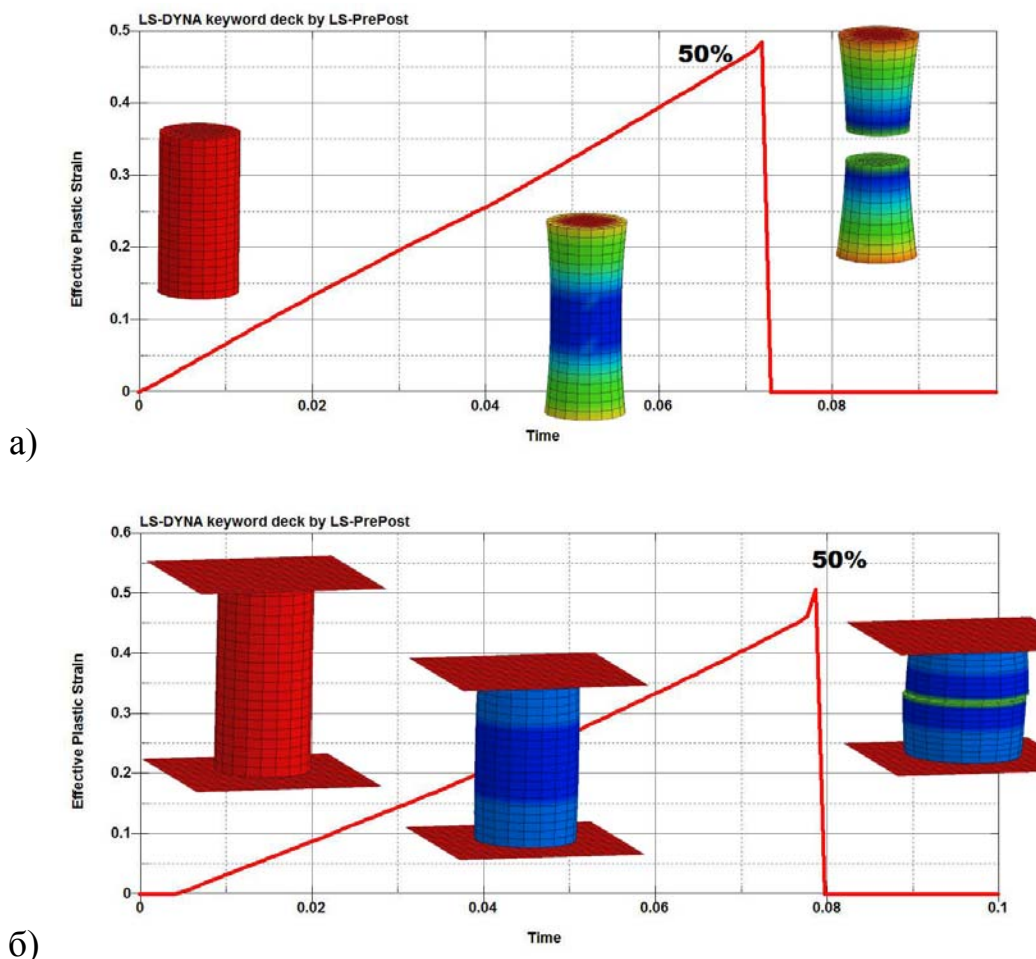 LS-DYNA keyword deck by LS-PrePost
0.5
50%
0.4
0.3
Effective Plastic Strain
0.2
0.1
0
0 0.02 0.04 0.06 0.08
Time
а)
LS-DYNA keyword deck by LS-PrePost
0.6
50%
0.5
0.4
0.3
Effective Plastic Strain
0.2
0.1
0
0 0.02 0.04 0.06 0.08 0.1
Time
б)